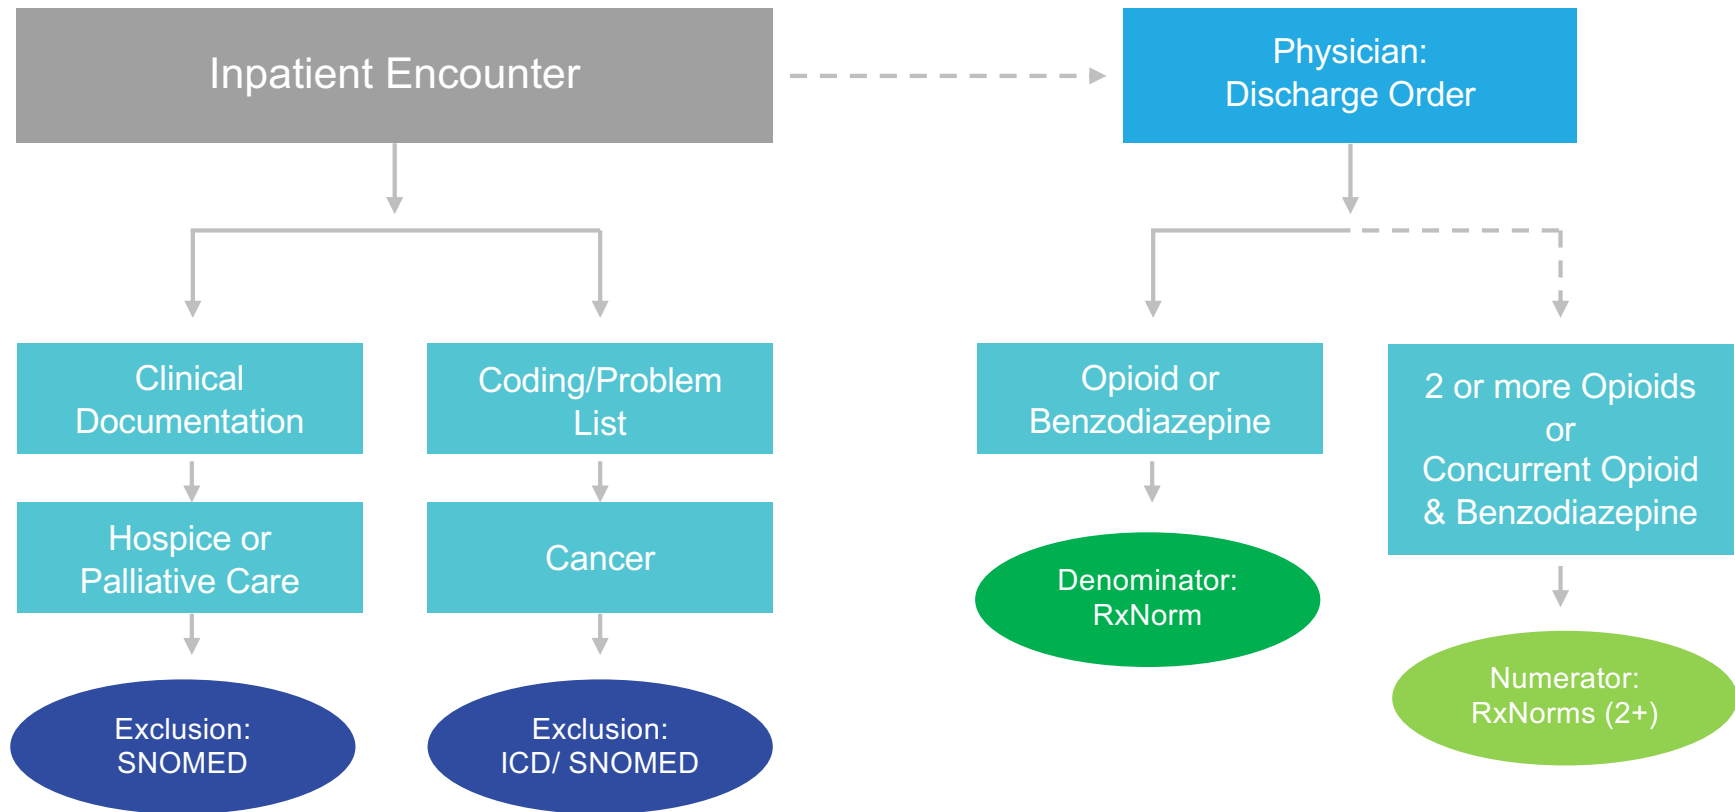 Inpatient Encounter
Physician:
Discharge Order
Clinical
Documentation
Coding/Problem
List
Opioid or
Benzodiazepine
2 or more Opioids
or
Concurrent Opioid
& Benzodiazepine
Hospice or
Palliative Care
Cancer
Denominator:
RxNorm
Numerator:
RxNorms (2+)
Exclusion:
SNOMED
Exclusion:
ICD/ SNOMED